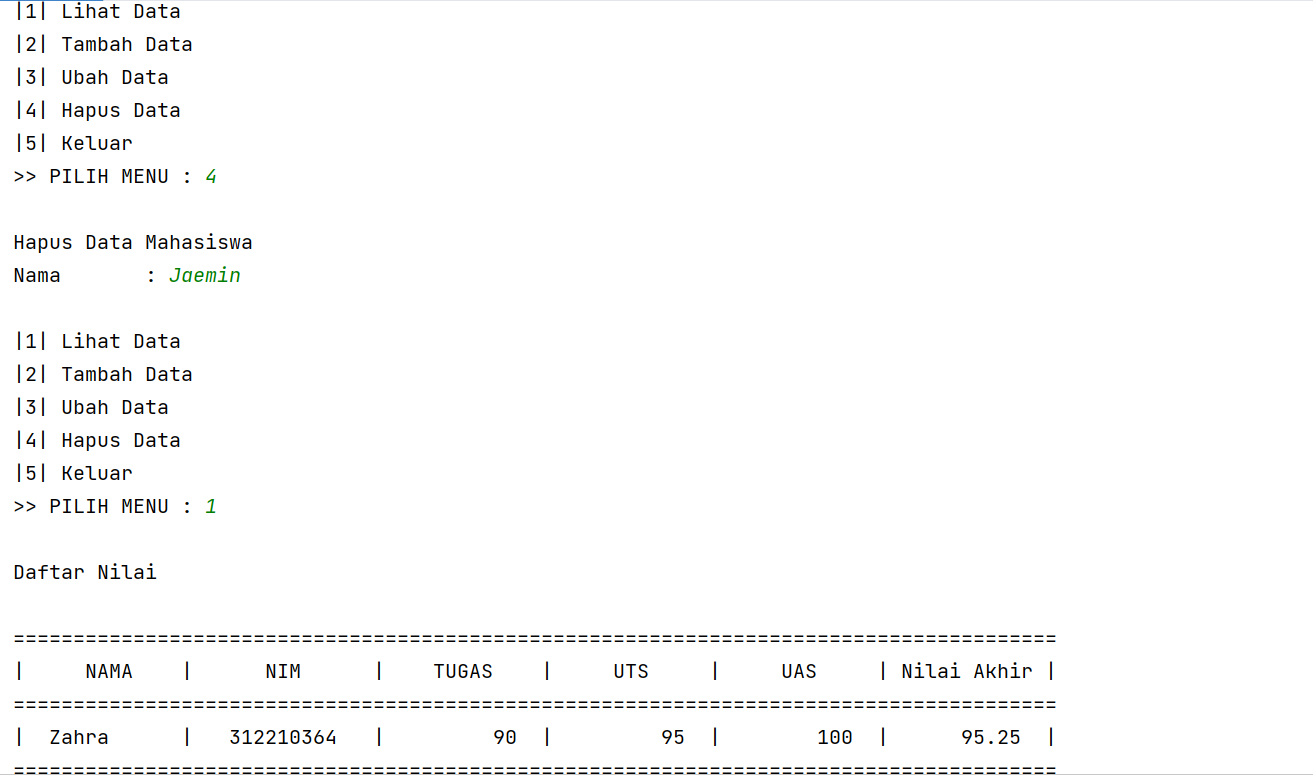 |1| Lihat Data
|2| Tambah Data
|3| Ubah Data
|4| Hapus Data
|5| Keluar
>> PILIH MENU : 4
Hapus Data Mahasiswa
Nama       : Jaemin
|1| Lihat Data
|2| Tambah Data
|3| Ubah Data
|4| Hapus Data
|5| Keluar
>> PILIH MENU : 1
Daftar Nilai
=======================================================================================
|     NAMA    |      NIM      |    TUGAS    |     UTS     |     UAS     | Nilai Akhir |
=======================================================================================
|  Zahra      |   312210364   |         90  |         95  |        100  |      95.25  |
=======================================================================================